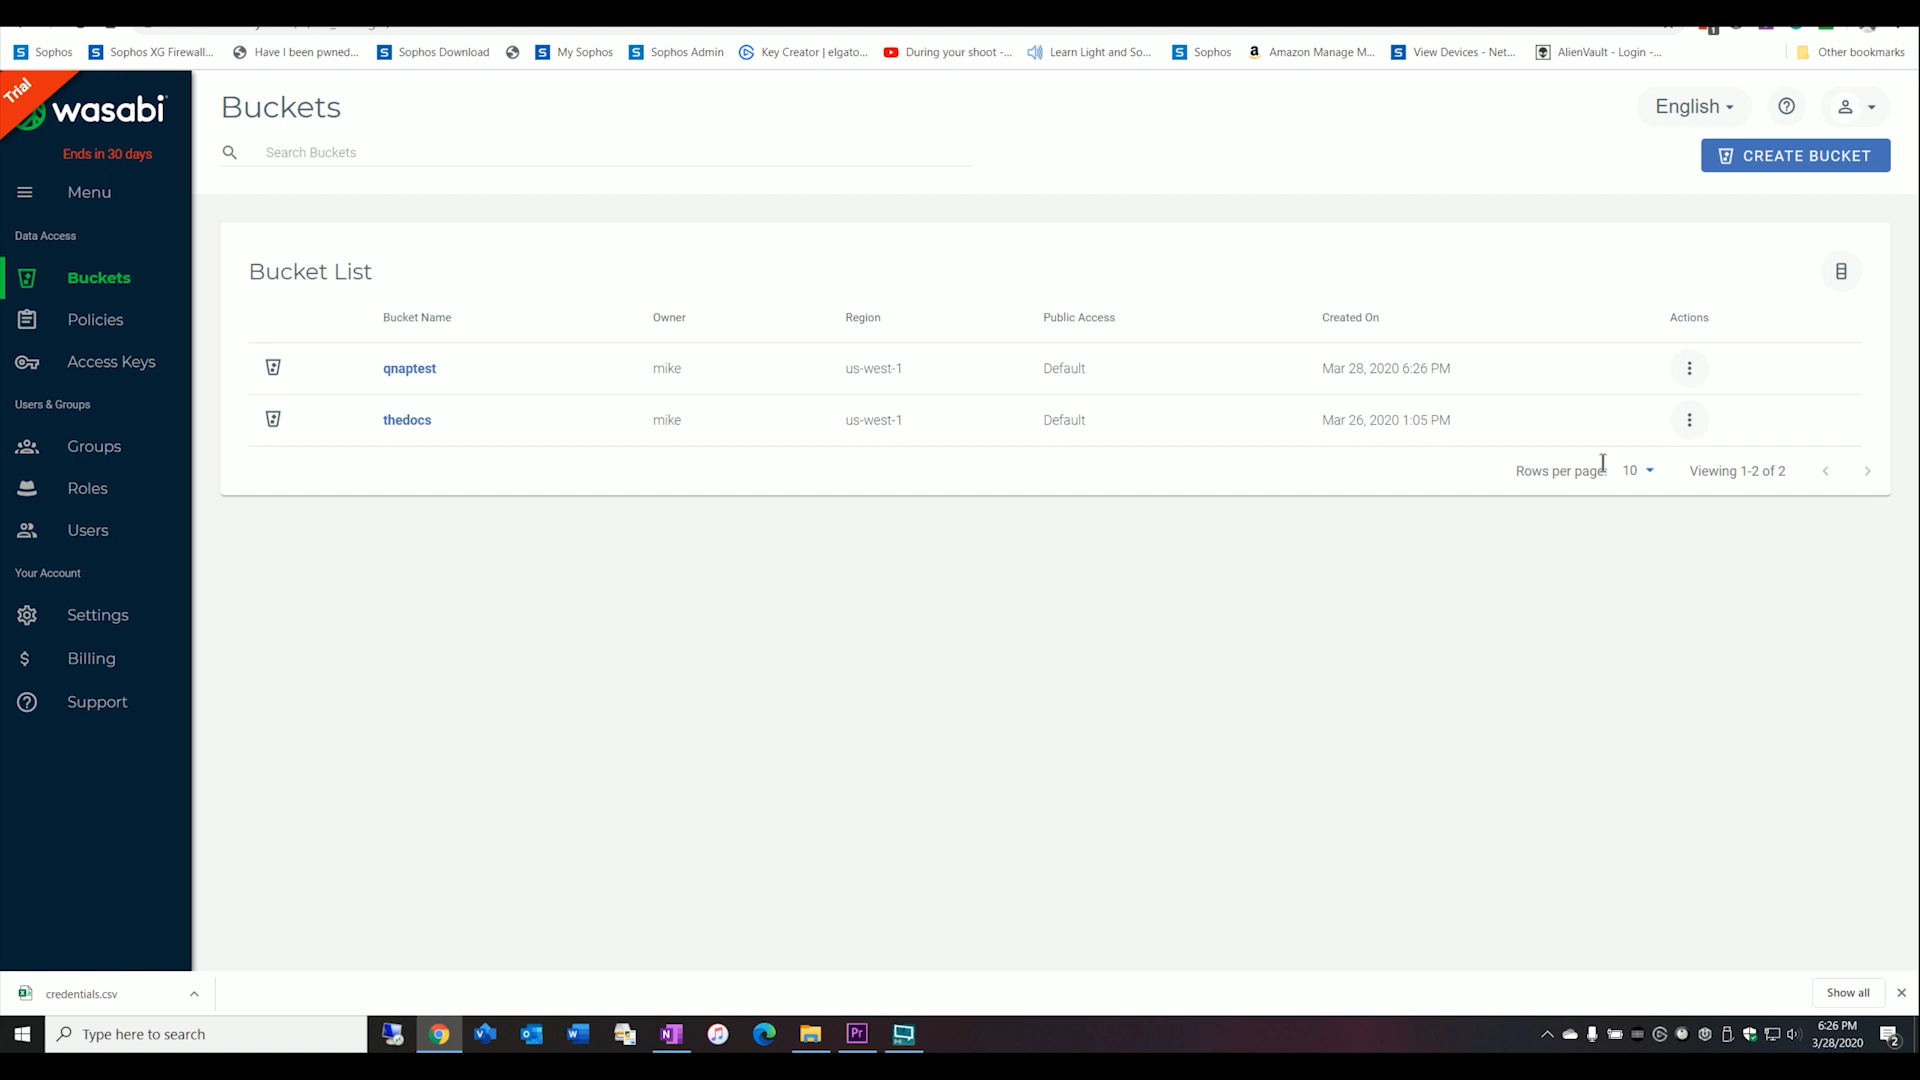 Sophos
Sophos XG Firewall...
Have I been pwned...
Sophos Download
My Sophos
Sophos Admin
Key Creator | elgato...
During your shoot -...
Learn Light and So...
Sophos
Amazon Manage M...
View Devices - Net...
AlienVault - Login -...
Other bookmarks
Trial
wasabi
Ends in 30 days
Menu
Data Access
Buckets
Policies
Access Keys
Users & Groups
Groups
Roles
Users
Your Account
Settings
Billing
Support
Buckets
English
Search Buckets
CREATE BUCKET
Bucket List
Bucket Name Owner Region Public Access Created On Actions
qnaptest mike us-west-1 Default Mar 28, 2020 6:26 PM
thedocs mike us-west-1 Default Mar 26, 2020 1:05 PM
Rows per page: 10 Viewing 1-2 of 2
credentials.csv
Show all
Type here to search
6:26 PM
3/28/2020
2